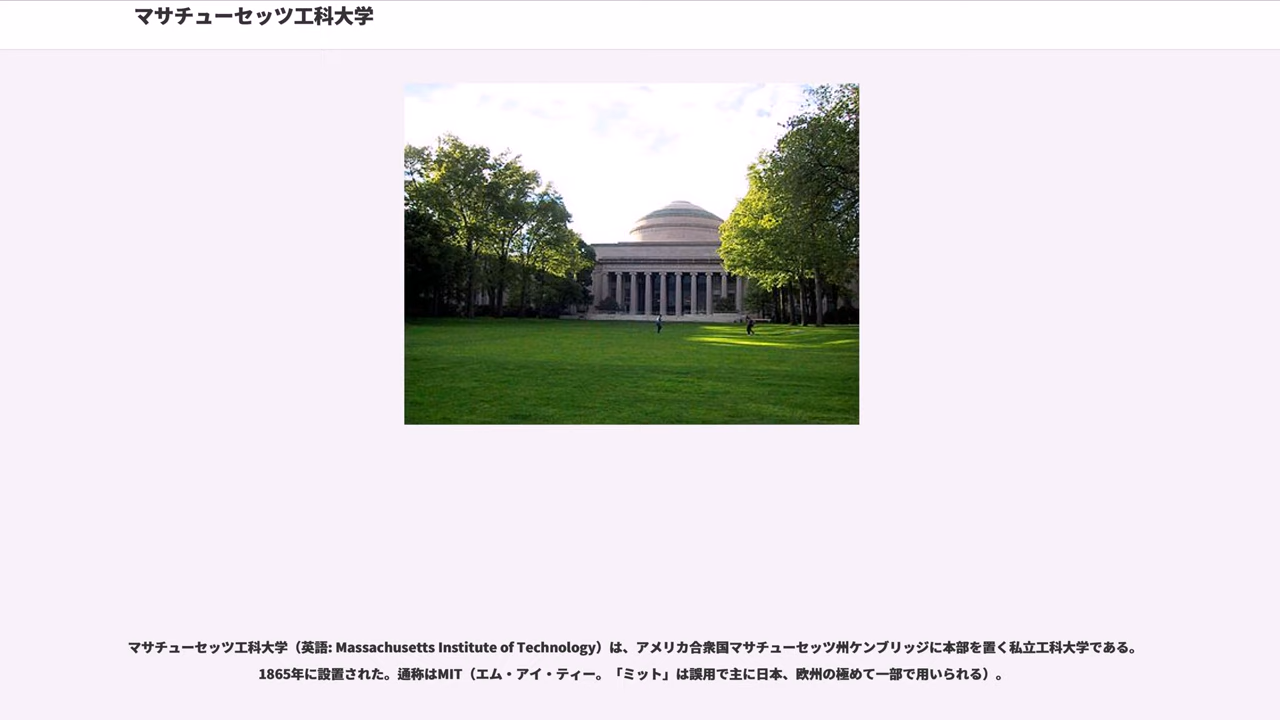 マサチューセッツ工科大学
マサチューセッツ工科大学（英語: Massachusetts Institute of Technology）は、アメリカ合衆国マサチューセッツ州ケンブリッジに本部を置く私立工科大学である。
1865年に設置された。通称はMIT（エム・アイ・ティー。「ミット」は誤用で主に日本、欧州の極めて一部で用いられる）。